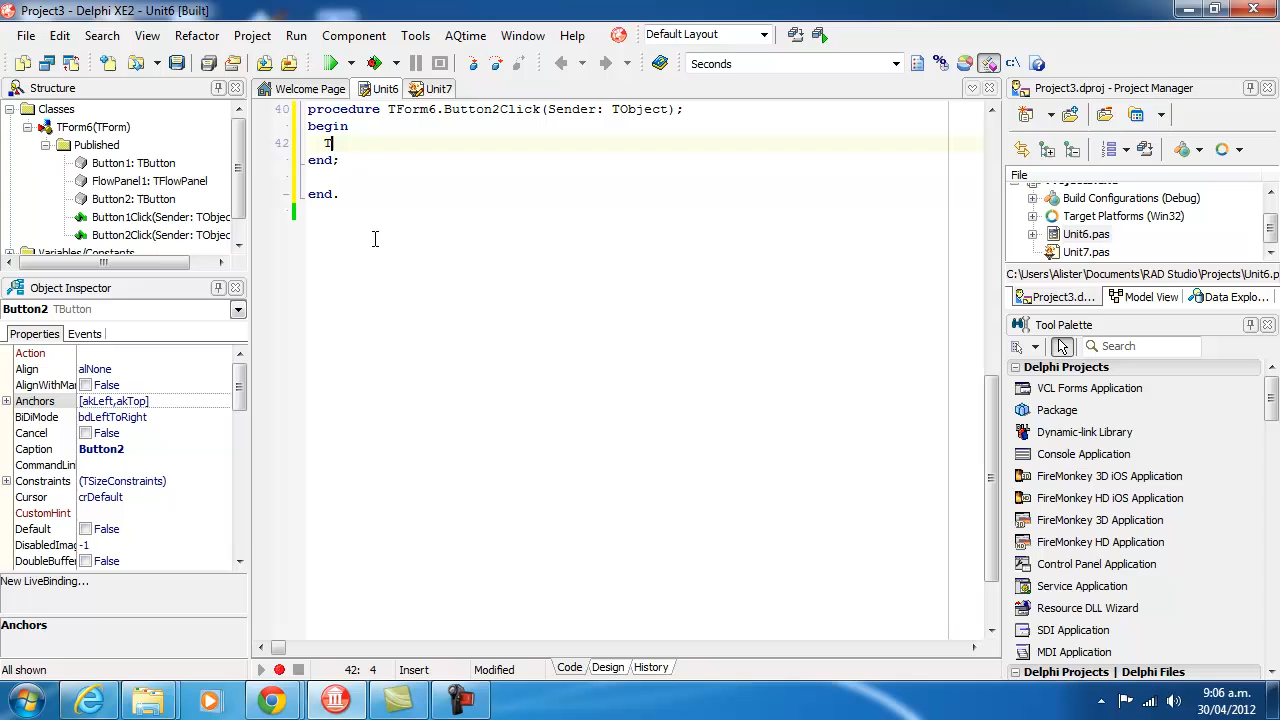 Project3 - Delphi XE2 - Unit6 [Built]
File Edit Search View Refactor Project Run Component Tools AQtime Window Help
Default Layout
Seconds
Structure
Classes
TForm6(TForm)
Published
Button1: TButton
FlowPanel1: TFlowPanel
Button2: TButton
Button1Click(Sender: TObje
Button2Click(Sender: TObjec
Variables/Constants
Object Inspector
Button2 TButton
Properties Events
Action
Align alNone
AlignWithMa False
Anchors [akLeft,akTop]
BiDiMode bdLeftToRight
Cancel False
Caption Button2
CommandLin
Constraints (TSizeConstraints)
Cursor crDefault
CustomHint
Default False
DisabledImag -1
DoubleBuffer False
New LiveBinding...
Anchors
All shown
Welcome Page Unit6 Unit7
40 procedure TForm6.Button2Click(Sender: TObject);
begin
42 T
end;
end.
42: 4 Insert Modified Code Design History
Project3.dproj - Project Manager
File
Build Configurations (Debug)
Target Platforms (Win32)
Unit6.pas
Unit7.pas
C:\Users\Alister\Documents\RAD Studio\Projects\Unit6.p
Project3.d... Model View Data Explo...
Tool Palette
Search
Delphi Projects
VCL Forms Application
Package
Dynamic-link Library
Console Application
FireMonkey 3D iOS Application
FireMonkey HD iOS Application
FireMonkey 3D Application
FireMonkey HD Application
Control Panel Application
Service Application
Resource DLL Wizard
SDI Application
MDI Application
Delphi Projects | Delphi Files
9:06 a.m.
30/04/2012